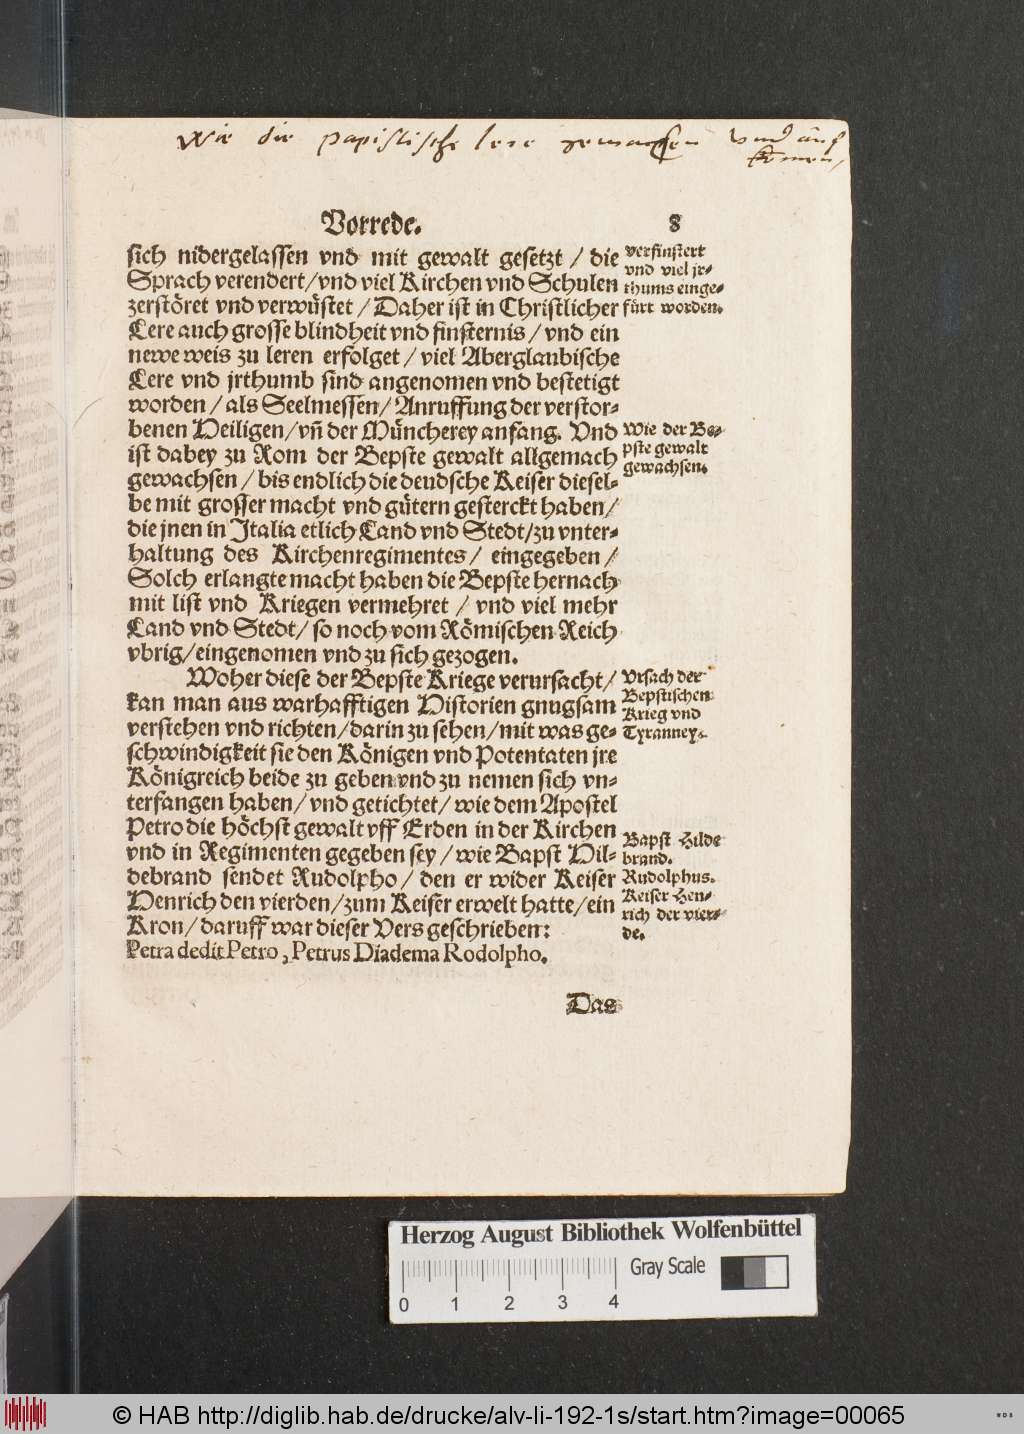 Wie die papistische lere gewachsen vnd auf
komen/
Vorrede. 8
sich nidergelassen vnd mit gewalt gesetzt / die
Sprach verendert/vnd viel Kirchen vnd Schulen
zerstöret vnd verwüstet / Daher ist in Christlicher
Lere auch grosse blindheit vnd finsternis / vnd ein
newe weis zu leren erfolget / viel Aberglaubische
Lere vnd jrthumb sind angenomen vnd bestetigt
worden / als Seelmessen/ Anruffung der verstor-
benen Heiligen/vñ der Müncherey anfang. Vnd
ist dabey zu Rom der Bepste gewalt allgemach
gewachsen / bis endlich die deudsche Keiser diesel-
be mit grosser macht vnd gütern gesterckt haben/
die jnen in Italia etlich Land vnd Stedt/zu vnter-
haltung des Kirchenregimentes / eingegeben /
Solch erlangte macht haben die Bepste hernach
mit list vnd Kriegen vermehret / vnd viel mehr
Land vnd Stedt/ so noch vom Römischen Reich
vbrig/eingenomen vnd zu sich gezogen.
Woher diese der Bepste Kriege verursacht/
kan man aus warhafftigen Historien gnugsam
verstehen vnd richten/darin zu sehen/mit was ge-
schwindigkeit sie den Königen vnd Potentaten jre
Königreich beide zu geben vnd zu nemen sich vn-
terfangen haben/vnd getichtet/wie dem Apostel
Petro die höchst gewalt vff Erden in der Kirchen
vnd in Regimenten gegeben sey / wie Bapst Hil-
debrand sendet Rudolpho/ den er wider Keiser
Henrich den vierden/zum Keiser erwelt hatte/ein
Kron/daruff war dieser Vers geschrieben:
Petra dedit Petro, Petrus Diadema Rodolpho.
Das
verfinstert
vnd viel jr-
thums einge-
fürt worden.
Wie der Be-
pste gewalt
gewachsen.
Vrsach der
Bepstischen
Krieg vnd
Tyranney.
Bapst Hilde
brand.
Rudolphus.
Keiser Hen-
rich der vier-
de.
Herzog August Bibliothek Wolfenbüttel
Gray Scale
0 1 2 3 4
© HAB http://diglib.hab.de/drucke/alv-li-192-1s/start.htm?image=00065